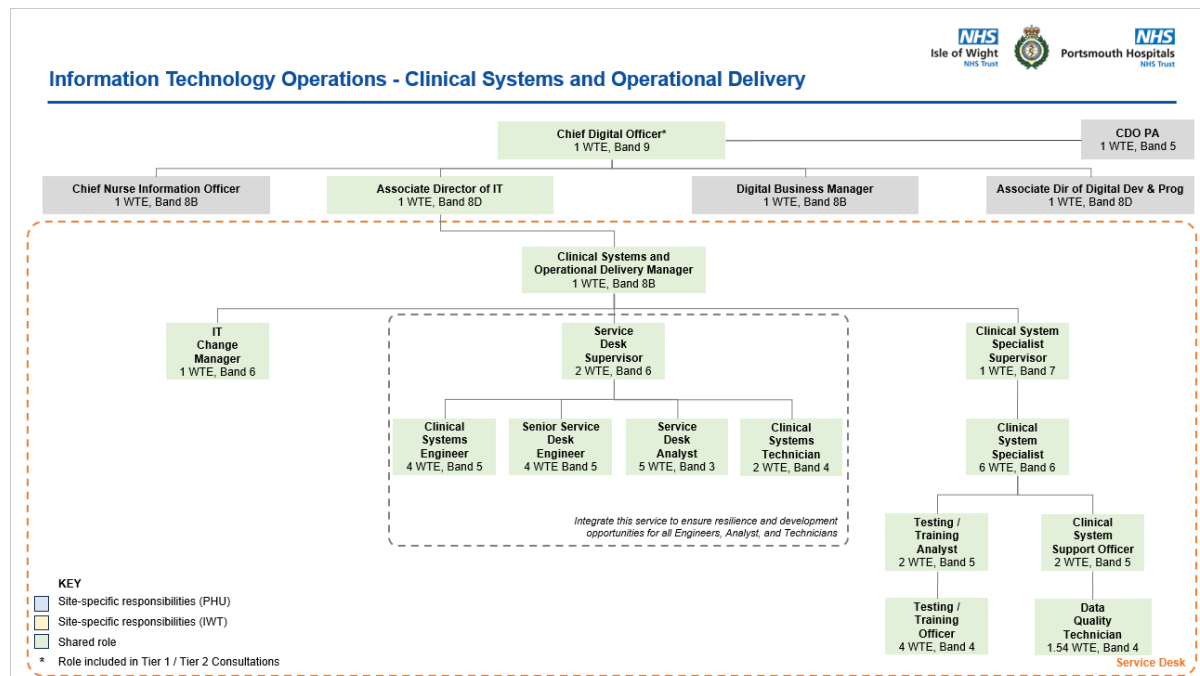 NHS
Isle of Wight
NHS Trust
NHS
Portsmouth Hospitals
NHS Trust
Information Technology Operations - Clinical Systems and Operational Delivery
Chief Digital Officer*
1 WTE, Band 9
CDO PA
1 WTE, Band 5
Chief Nurse Information Officer
1 WTE, Band 8B
Associate Director of IT
1 WTE, Band 8D
Digital Business Manager
1 WTE, Band 8B
Associate Dir of Digital Dev & Prog
1 WTE, Band 8D
Clinical Systems and
Operational Delivery Manager
1 WTE, Band 8B
IT
Change
Manager
1 WTE, Band 6
Service
Desk
Supervisor
2 WTE, Band 6
Clinical System
Specialist
Supervisor
1 WTE, Band 7
Clinical
Systems
Engineer
4 WTE, Band 5
Senior Service
Desk
Engineer
4 WTE Band 5
Service
Desk
Analyst
5 WTE, Band 3
Clinical
Systems
Technician
2 WTE, Band 4
Clinical
System
Specialist
6 WTE, Band 6
Integrate this service to ensure resilience and development
opportunities for all Engineers, Analyst, and Technicians
Testing /
Training
Analyst
2 WTE, Band 5
Clinical
System
Support Officer
2 WTE, Band 5
Testing /
Training
Officer
4 WTE, Band 4
Data
Quality
Technician
1.54 WTE, Band 4
KEY
Site-specific responsibilities (PHU)
Site-specific responsibilities (IWT)
Shared role
* Role included in Tier 1 / Tier 2 Consultations
Service Desk